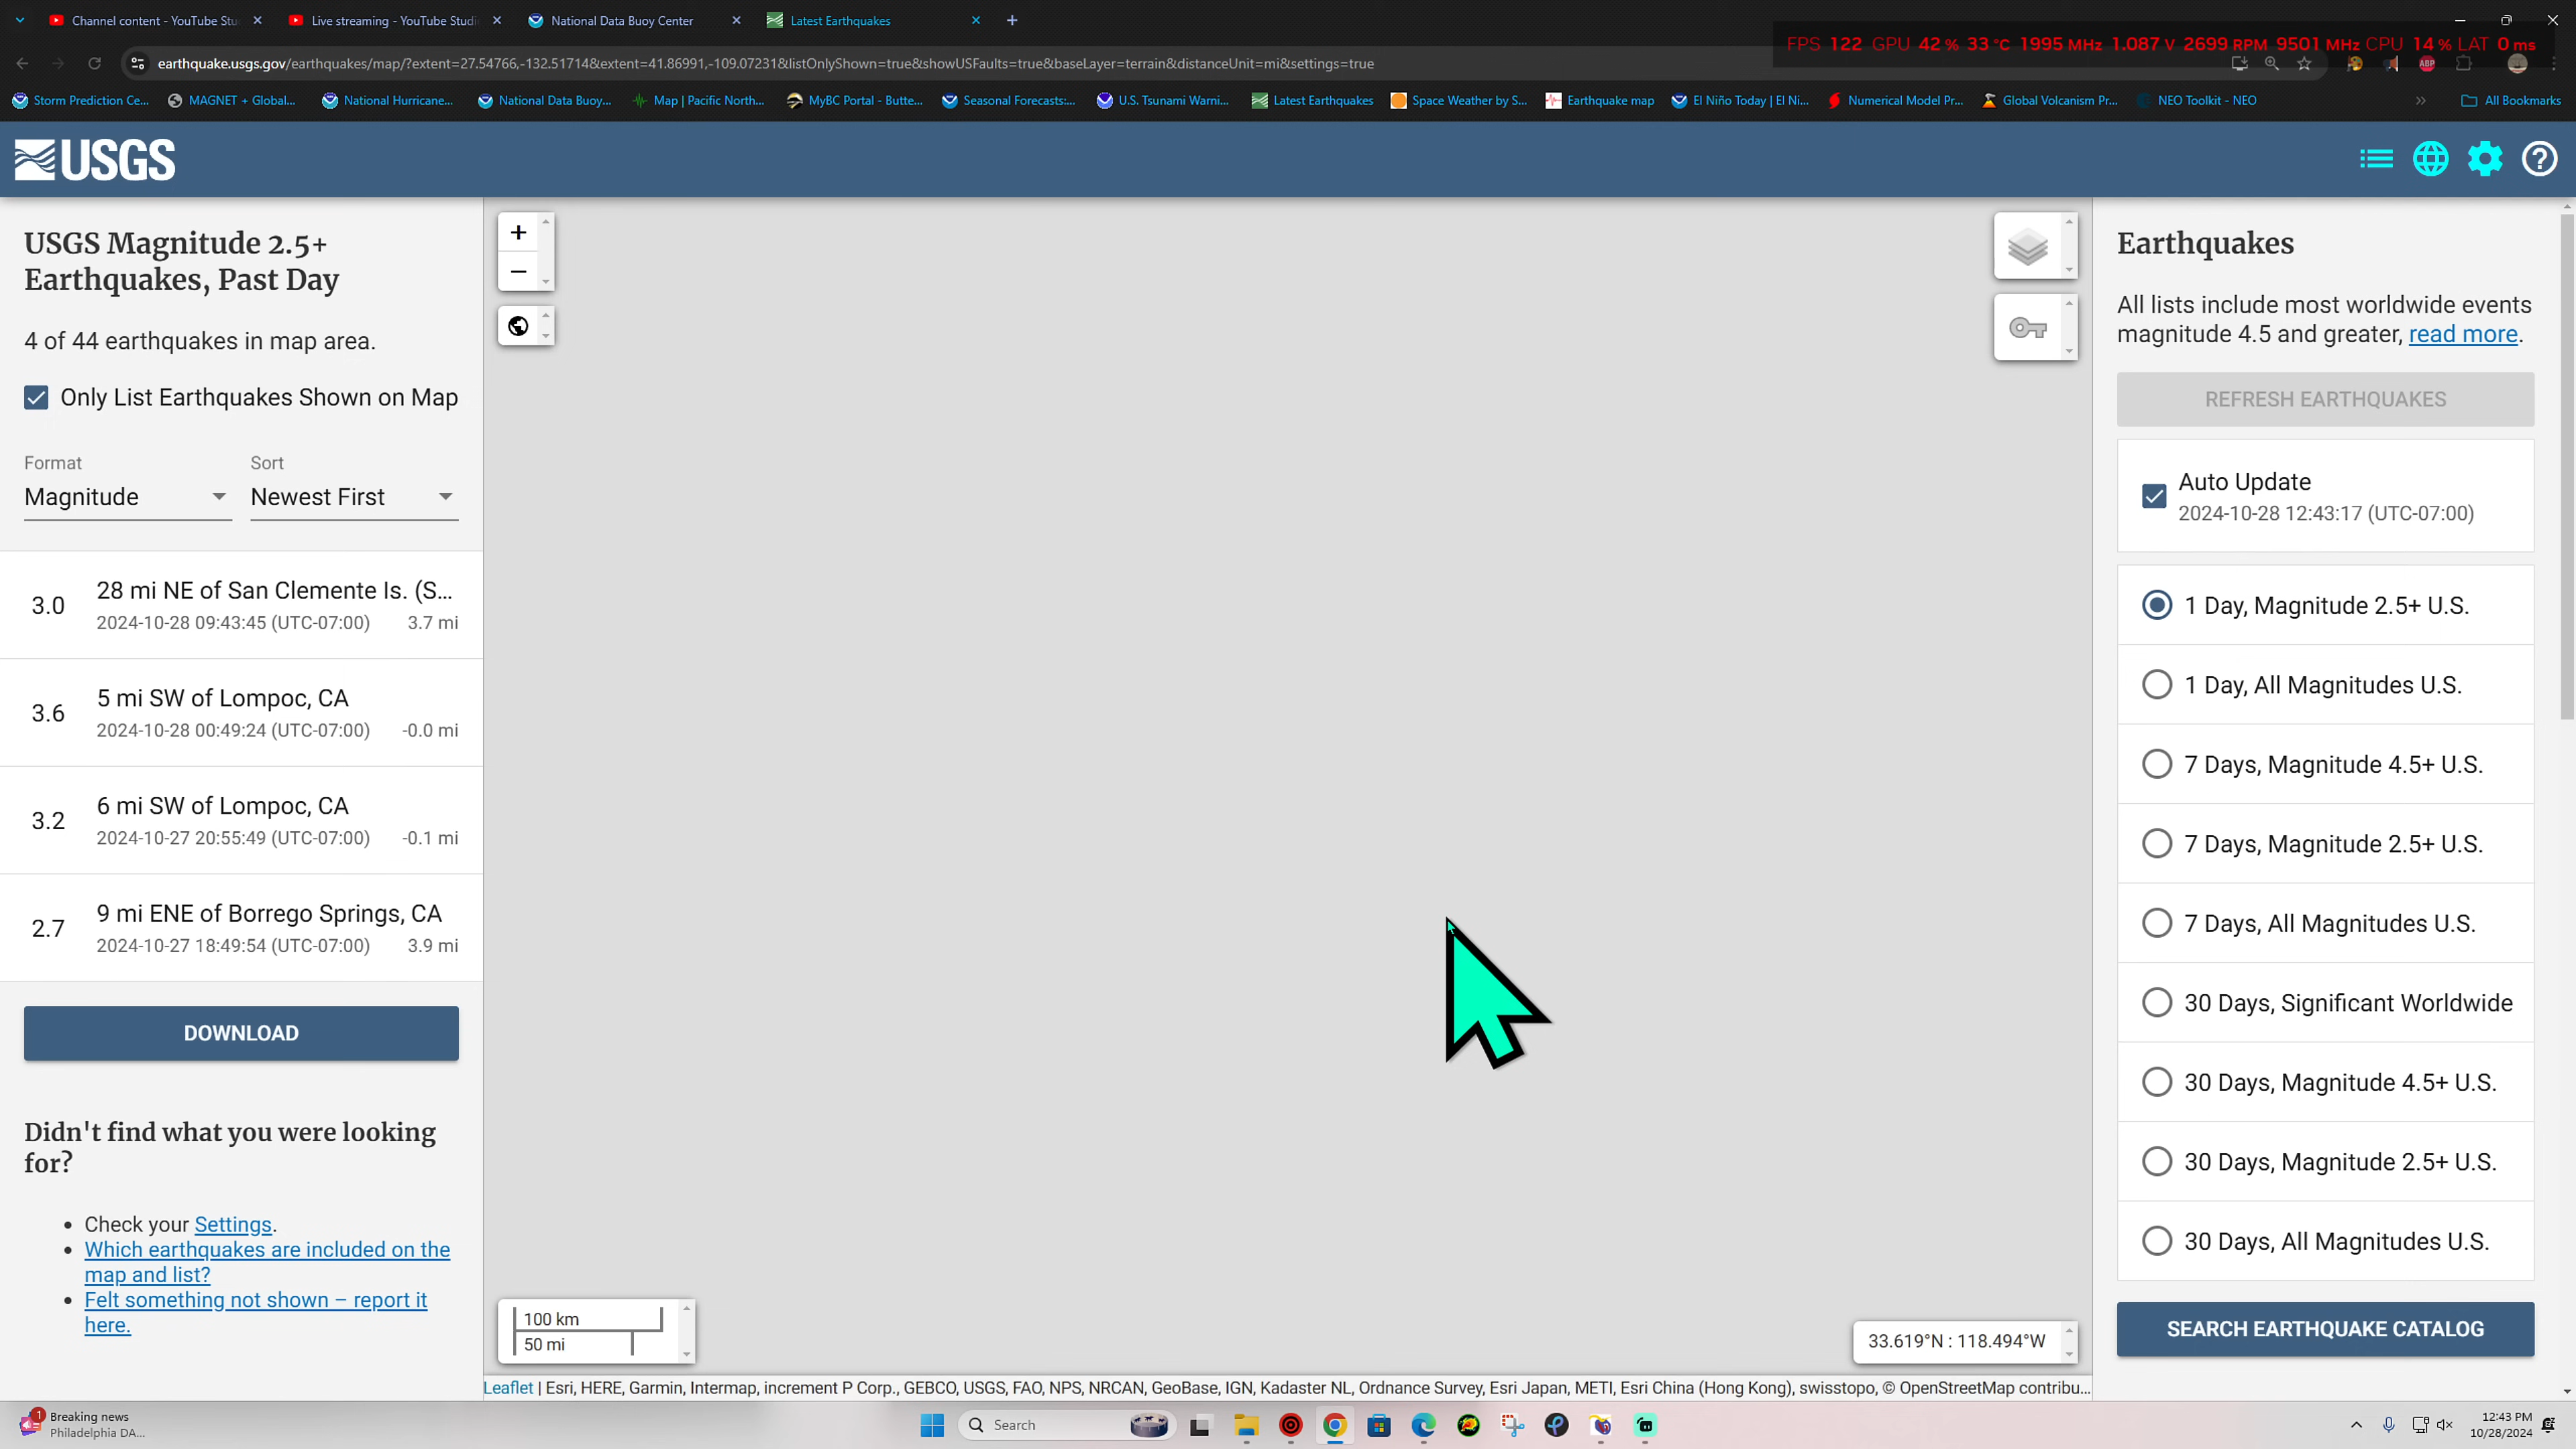 Channel content - YouTube Stu
Live streaming - YouTube Studi
National Data Buoy Center
Latest Earthquakes
FPS 122 GPU 42 % 33 °C 1995 MHz 1.087 V 2699 RPM 9501 MHz CPU 14 % LAT 0 ms
earthquake.usgs.gov/earthquakes/map/?extent=27.54766,-132.51714&extent=41.86991,-109.07231&listOnlyShown=true&showUSFaults=true&baseLayer=terrain&distanceUnit=mi&settings=true
ABP
Storm Prediction Ce...
MAGNET + Global...
National Hurricane...
National Data Buoy...
Map | Pacific North...
MyBC Portal - Butte...
Seasonal Forecasts:...
U.S. Tsunami Warni...
Latest Earthquakes
Space Weather by S...
Earthquake map
El Niño Today | El Ni...
Numerical Model Pr...
Global Volcanism Pr...
NEO Toolkit - NEO
»
All Bookmarks
USGS
USGS Magnitude 2.5+
Earthquakes, Past Day
4 of 44 earthquakes in map area.
Only List Earthquakes Shown on Map
Format
Sort
Magnitude
Newest First
3.0
28 mi NE of San Clemente Is. (S...
2024-10-28 09:43:45 (UTC-07:00)
3.7 mi
3.6
5 mi SW of Lompoc, CA
2024-10-28 00:49:24 (UTC-07:00)
-0.0 mi
3.2
6 mi SW of Lompoc, CA
2024-10-27 20:55:49 (UTC-07:00)
-0.1 mi
2.7
9 mi ENE of Borrego Springs, CA
2024-10-27 18:49:54 (UTC-07:00)
3.9 mi
DOWNLOAD
Didn't find what you were looking
for?
• Check your Settings.
• Which earthquakes are included on the
map and list?
• Felt something not shown – report it
here.
+
−
100 km
50 mi
33.619°N : 118.494°W
Leaflet | Esri, HERE, Garmin, Intermap, increment P Corp., GEBCO, USGS, FAO, NPS, NRCAN, GeoBase, IGN, Kadaster NL, Ordnance Survey, Esri Japan, METI, Esri China (Hong Kong), swisstopo, © OpenStreetMap contribu...
Earthquakes
All lists include most worldwide events
magnitude 4.5 and greater, read more.
REFRESH EARTHQUAKES
Auto Update
2024-10-28 12:43:17 (UTC-07:00)
1 Day, Magnitude 2.5+ U.S.
1 Day, All Magnitudes U.S.
7 Days, Magnitude 4.5+ U.S.
7 Days, Magnitude 2.5+ U.S.
7 Days, All Magnitudes U.S.
30 Days, Significant Worldwide
30 Days, Magnitude 4.5+ U.S.
30 Days, Magnitude 2.5+ U.S.
30 Days, All Magnitudes U.S.
SEARCH EARTHQUAKE CATALOG
1
Breaking news
Philadelphia DA...
Search
12:43 PM
10/28/2024